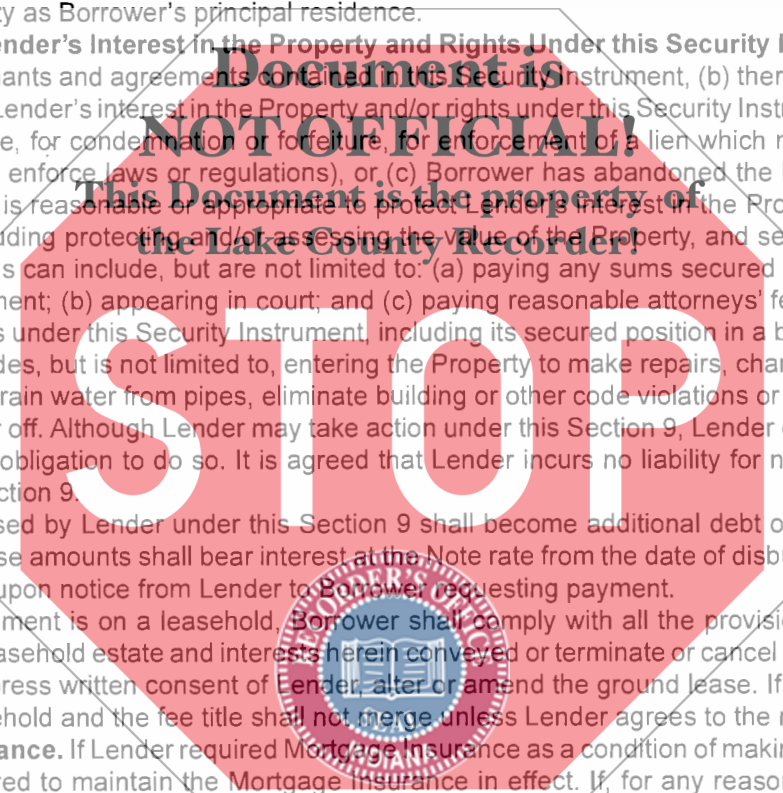 ty as Borrower's principal residence.
ender's Interest in the Property and Rights Under this Security I
Document is
nants and agreements contained in this Security Instrument, (b) ther
Lender's interest in the Property and/or rights under this Security Inst
NOT OFFICIAL!
e, for condemnation or forfeiture, for enforcement of a lien which r
enforce laws or regulations), or (c) Borrower has abandoned the
This Document is the property of
is reasonable or appropriate to protect Lender's interest in the Pro
the Lake County Recorder!
ding protecting and/or assessing the value of the Property, and se
s can include, but are not limited to: (a) paying any sums secured
ment; (b) appearing in court; and (c) paying reasonable attorneys' fe
s under this Security Instrument, including its secured position in a b
des, but is not limited to, entering the Property to make repairs, chan
rain water from pipes, eliminate building or other code violations or
r off. Although Lender may take action under this Section 9, Lender
obligation to do so. It is agreed that Lender incurs no liability for n
ction 9.
STOP
sed by Lender under this Section 9 shall become additional debt o
se amounts shall bear interest at the Note rate from the date of disb
upon notice from Lender to Borrower requesting payment.
ment is on a leasehold, Borrower shall comply with all the provisi
asehold estate and interests herein conveyed or terminate or cancel
press written consent of Lender, alter or amend the ground lease. If
ehold and the fee title shall not merge unless Lender agrees to the r
RECORDER'S OFFICE
SEAL
INDIANA
ance. If Lender required Mortgage Insurance as a condition of makin
red to maintain the Mortgage Insurance in effect. If, for any reaso